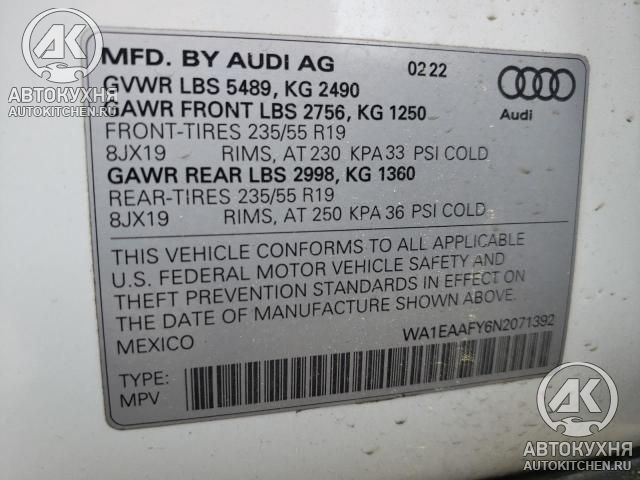 MFD. BY AUDI AG 02 22
GVWR LBS 5489, KG 2490
GAWR FRONT LBS 2756, KG 1250
FRONT-TIRES 235/55 R19
8JX19 RIMS, AT 230 KPA 33 PSI COLD
GAWR REAR LBS 2998, KG 1360
REAR-TIRES 235/55 R19
8JX19 RIMS, AT 250 KPA 36 PSI COLD
Audi
THIS VEHICLE CONFORMS TO ALL APPLICABLE
U.S. FEDERAL MOTOR VEHICLE SAFETY AND
THEFT PREVENTION STANDARDS IN EFFECT ON
THE DATE OF MANUFACTURE SHOWN ABOVE.
MEXICO WA1EAAFY6N2071392
TYPE:
MPV
АК
АВТОКУХНЯ
AUTOKITCHEN.RU
АК
АВТОКУХНЯ
AUTOKITCHEN.RU